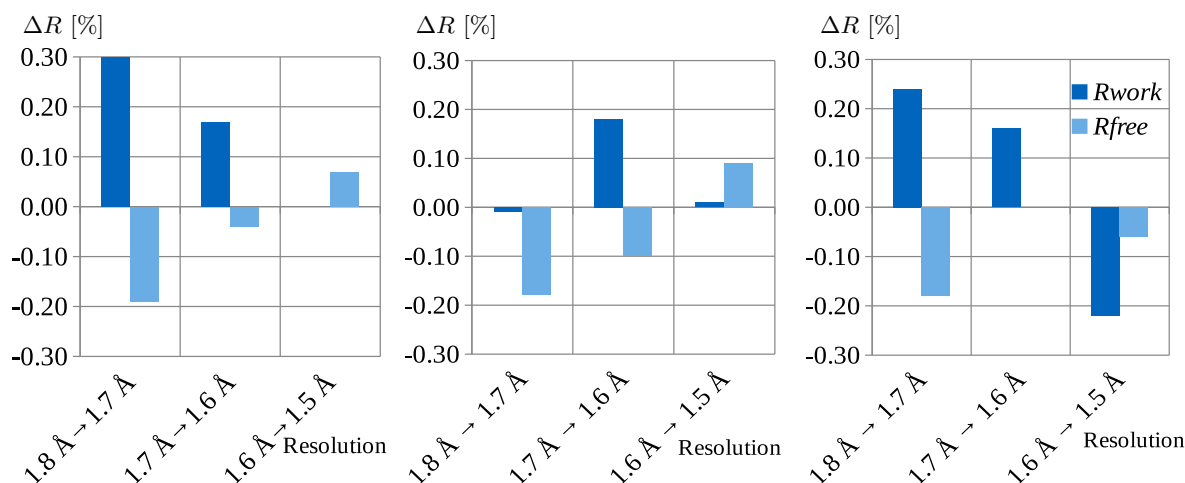 ΔR [%]
0.30
0.20
0.10
0.00
-0.10
-0.20
-0.30
1.8 Å→1.7 Å
1.7 Å→1.6 Å
1.6 Å→1.5 Å
Resolution
ΔR [%]
0.30
0.20
0.10
0.00
-0.10
-0.20
-0.30
1.8 Å → 1.7 Å
1.7 Å → 1.6 Å
1.6 Å → 1.5 Å
Resolution
ΔR [%]
0.30
0.20
0.10
0.00
-0.10
-0.20
-0.30
Rwork
Rfree
1.8 Å → 1.7 Å
1.7 Å → 1.6 Å
1.6 Å → 1.5 Å
Resolution